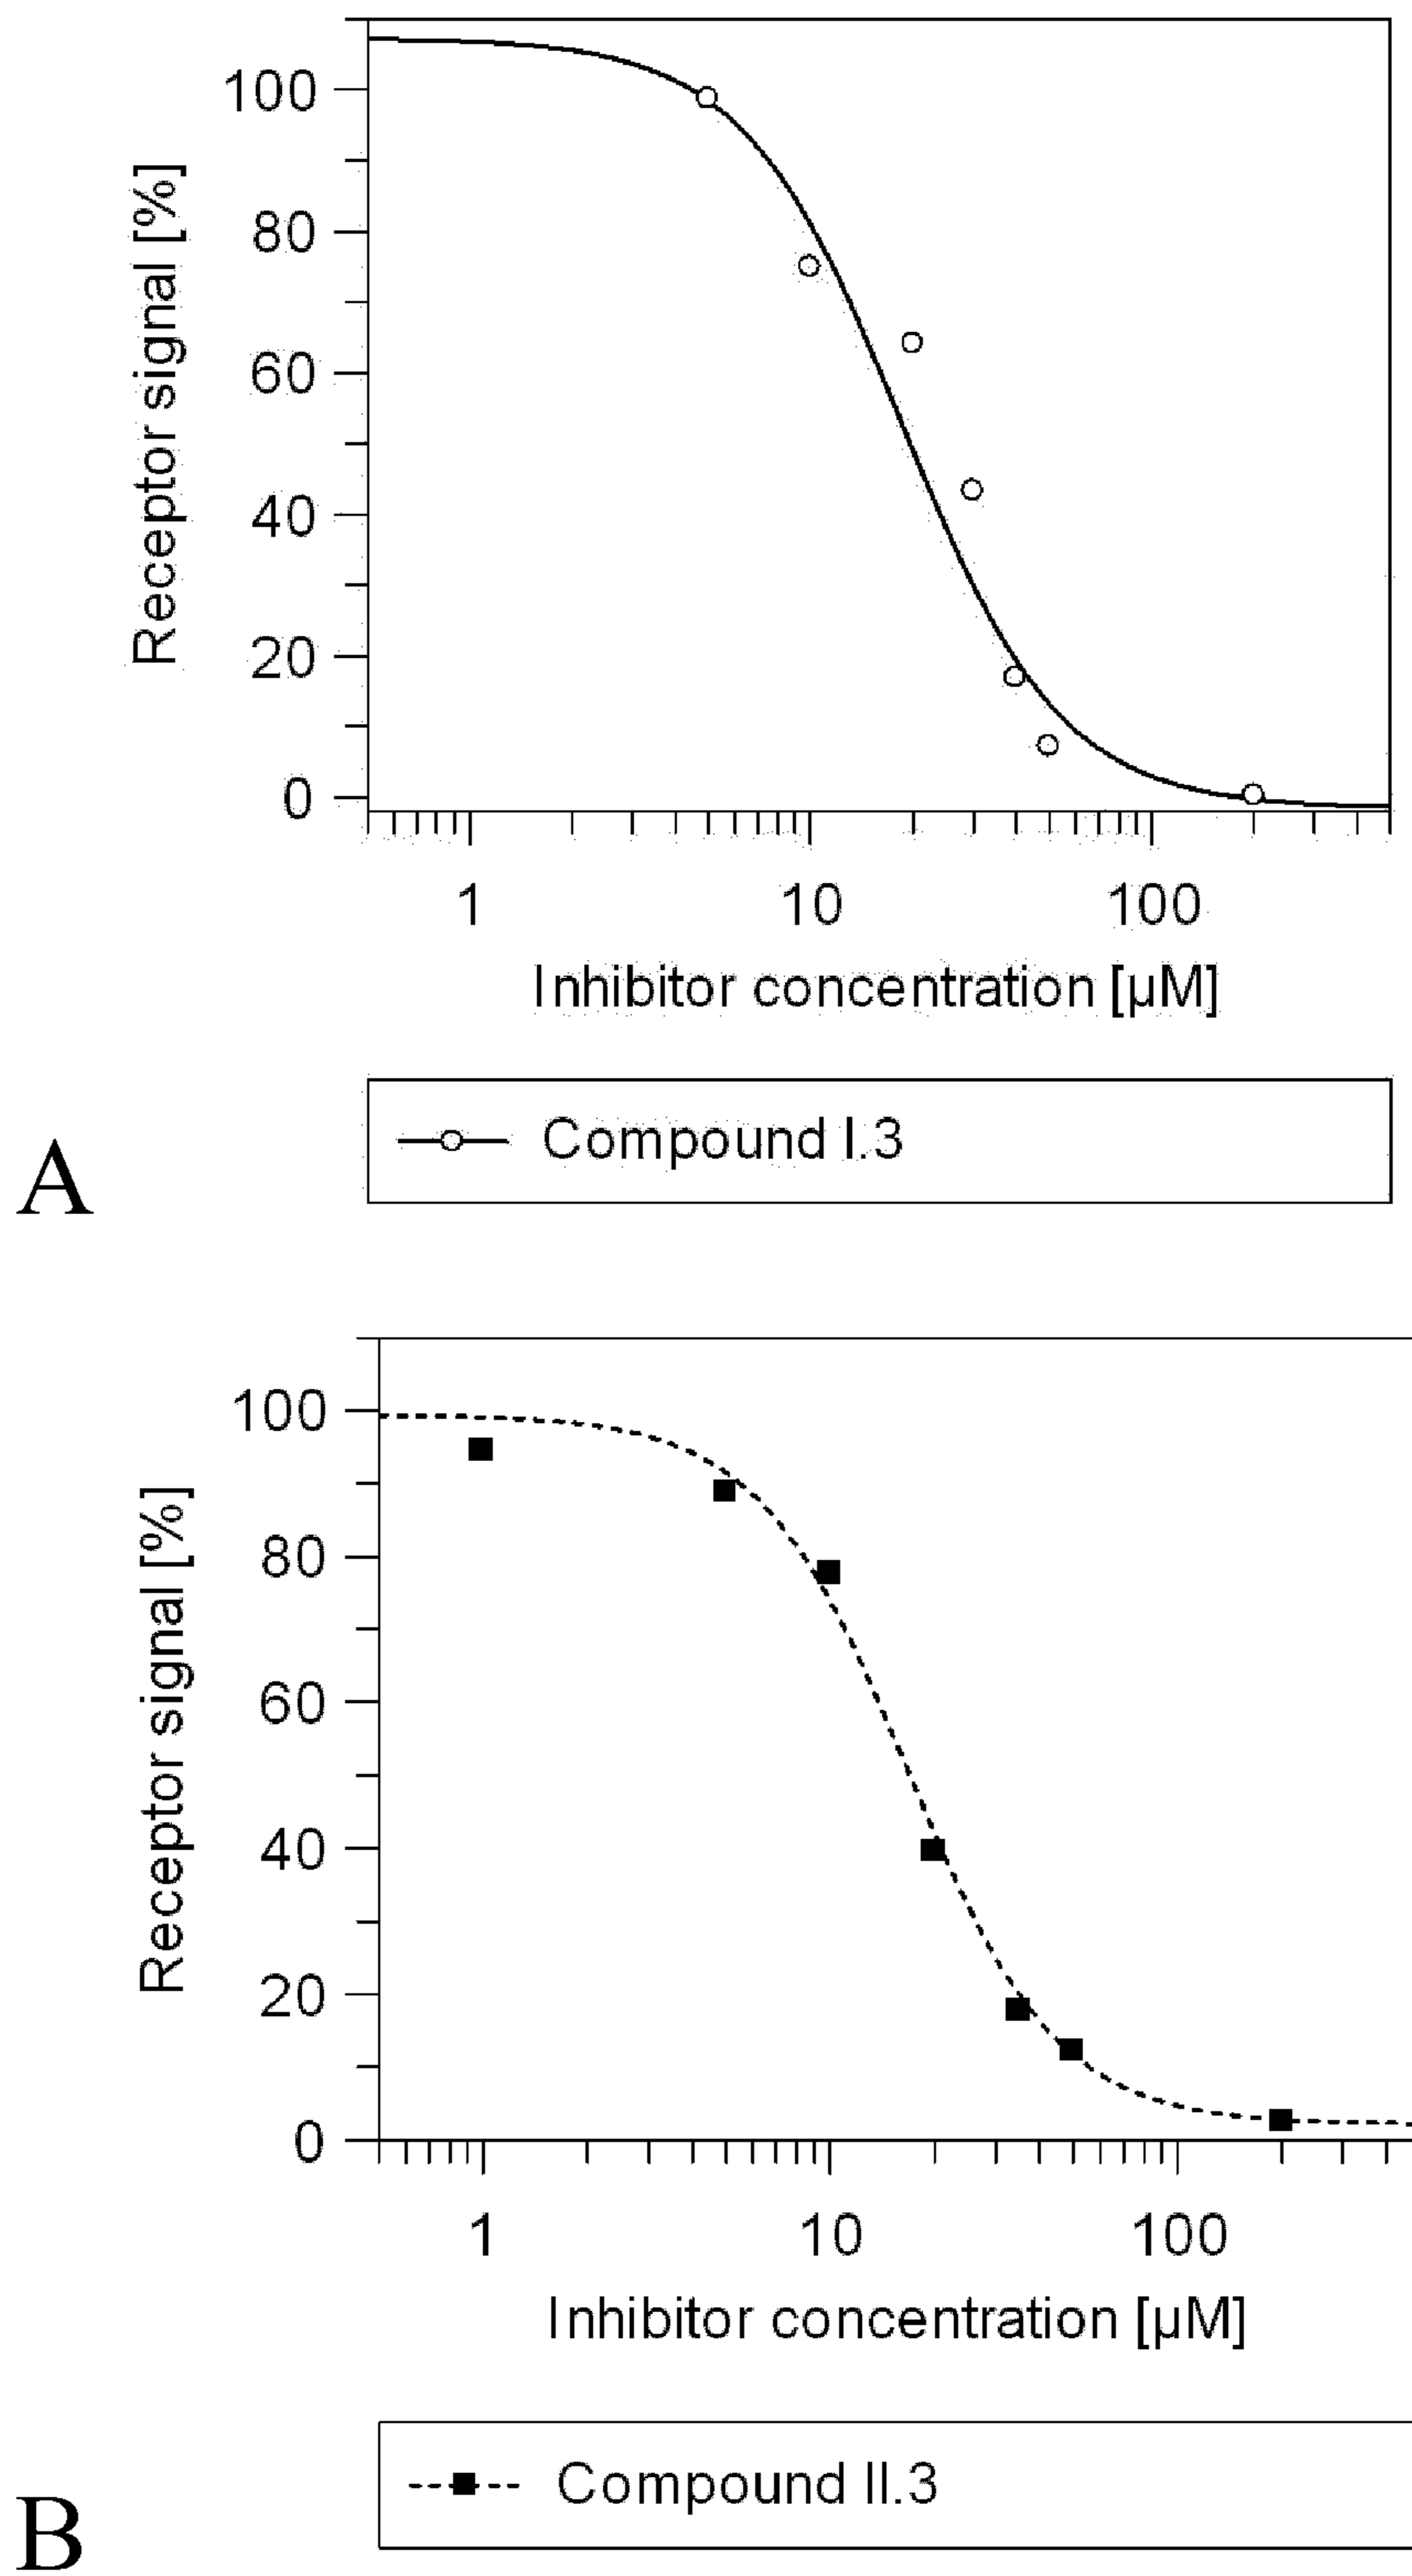 100
80
60
40
20
0
Receptor signal [%]
1 10 100
Inhibitor concentration [µM]
Compound I.3
A
100
80
60
40
20
0
Receptor signal [%]
1 10 100
Inhibitor concentration [µM]
Compound II.3
B